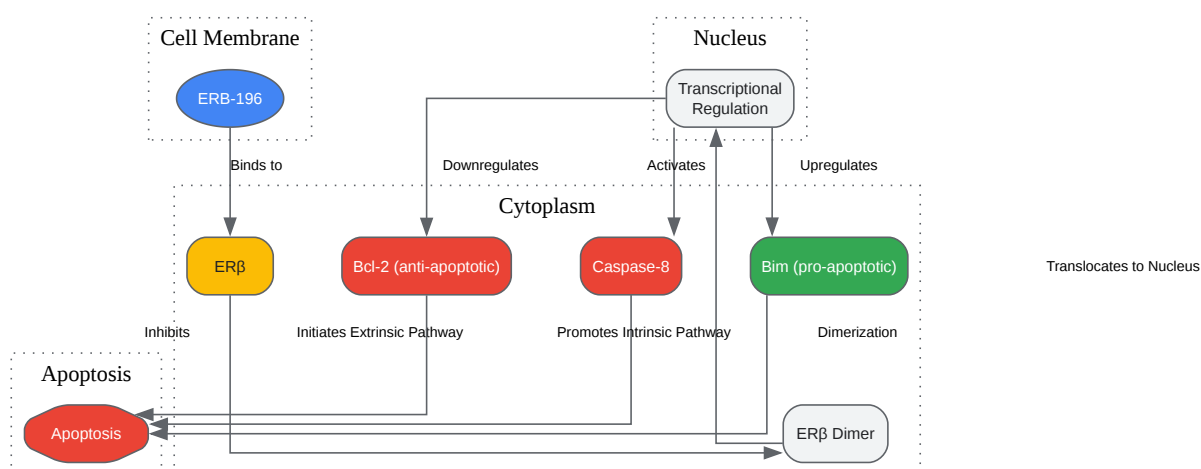 Cell Membrane
Nucleus
ERB-196
Transcriptional
Regulation
Binds to
Downregulates
Activates
Upregulates
Cytoplasm
ERβ
Bcl-2 (anti-apoptotic)
Caspase-8
Bim (pro-apoptotic)
Translocates to Nucleus
Inhibits
Initiates Extrinsic Pathway
Promotes Intrinsic Pathway
Dimerization
Apoptosis
Apoptosis
ERβ Dimer